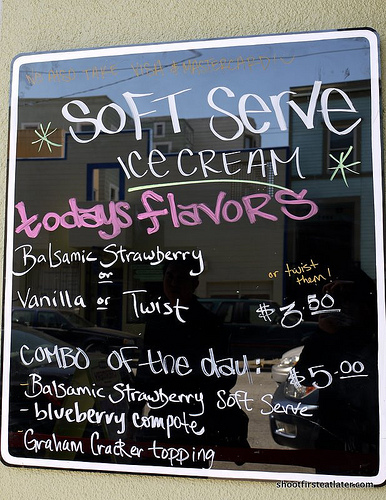 Soft Serve
ICE CREAM
todays flavors
Balsamic Strawberry
or
Vanilla or Twist
or twist
them!
$3.50
COMBO OF the day:
$5.00
-Balsamic Strawberry Soft Serve
-blueberry compote
-Graham Cracker topping
shootfirsteatlater.com